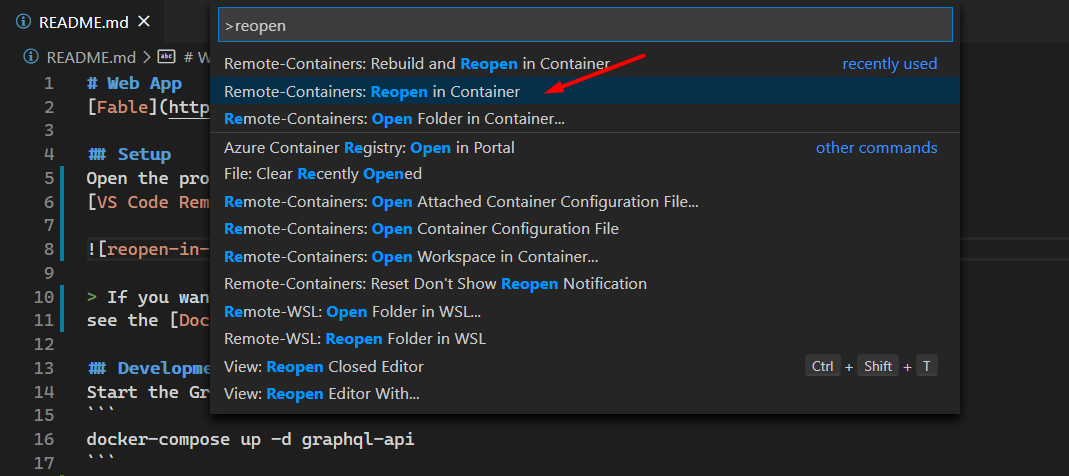 README.md
>reopen
README.md > # W
Remote-Containers: Rebuild and Reopen in Container recently used
Remote-Containers: Reopen in Container
Remote-Containers: Open Folder in Container...
Azure Container Registry: Open in Portal other commands
File: Clear Recently Opened
Remote-Containers: Open Attached Container Configuration File...
Remote-Containers: Open Container Configuration File
Remote-Containers: Open Workspace in Container...
Remote-Containers: Reset Don't Show Reopen Notification
Remote-WSL: Open Folder in WSL...
Remote-WSL: Reopen Folder in WSL
View: Reopen Closed Editor Ctrl + Shift + T
View: Reopen Editor With...
1 # Web App
2 [Fable](http
3
4 ## Setup
5 Open the pro
6 [VS Code Rem
7
8 ![reopen-in-
9
10 > If you wan
11 see the [Doc
12
13 ## Developme
14 Start the Gr
15 ```
16 docker-compose up -d graphql-api
17 ```